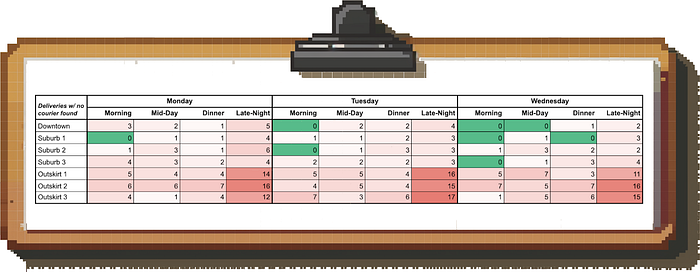 Monday Tuesday Wednesday
Deliveries w/ no
courier found
Morning Mid-Day Dinner Late-Night Morning Mid-Day Dinner Late-Night Morning Mid-Day Dinner Late-Night
Downtown 3 2 1 5 0 2 2 4 0 0 1 2
Suburb 1 0 1 1 4 1 1 2 3 0 1 0 3
Suburb 2 1 3 1 6 0 1 3 3 1 3 2 2
Suburb 3 4 3 2 4 2 2 2 3 0 1 3 4
Outskirt 1 5 4 4 14 4 5 4 16 5 7 3 11
Outskirt 2 6 6 7 16 4 5 4 15 7 5 7 16
Outskirt 3 4 1 4 12 7 3 6 17 1 5 6 15